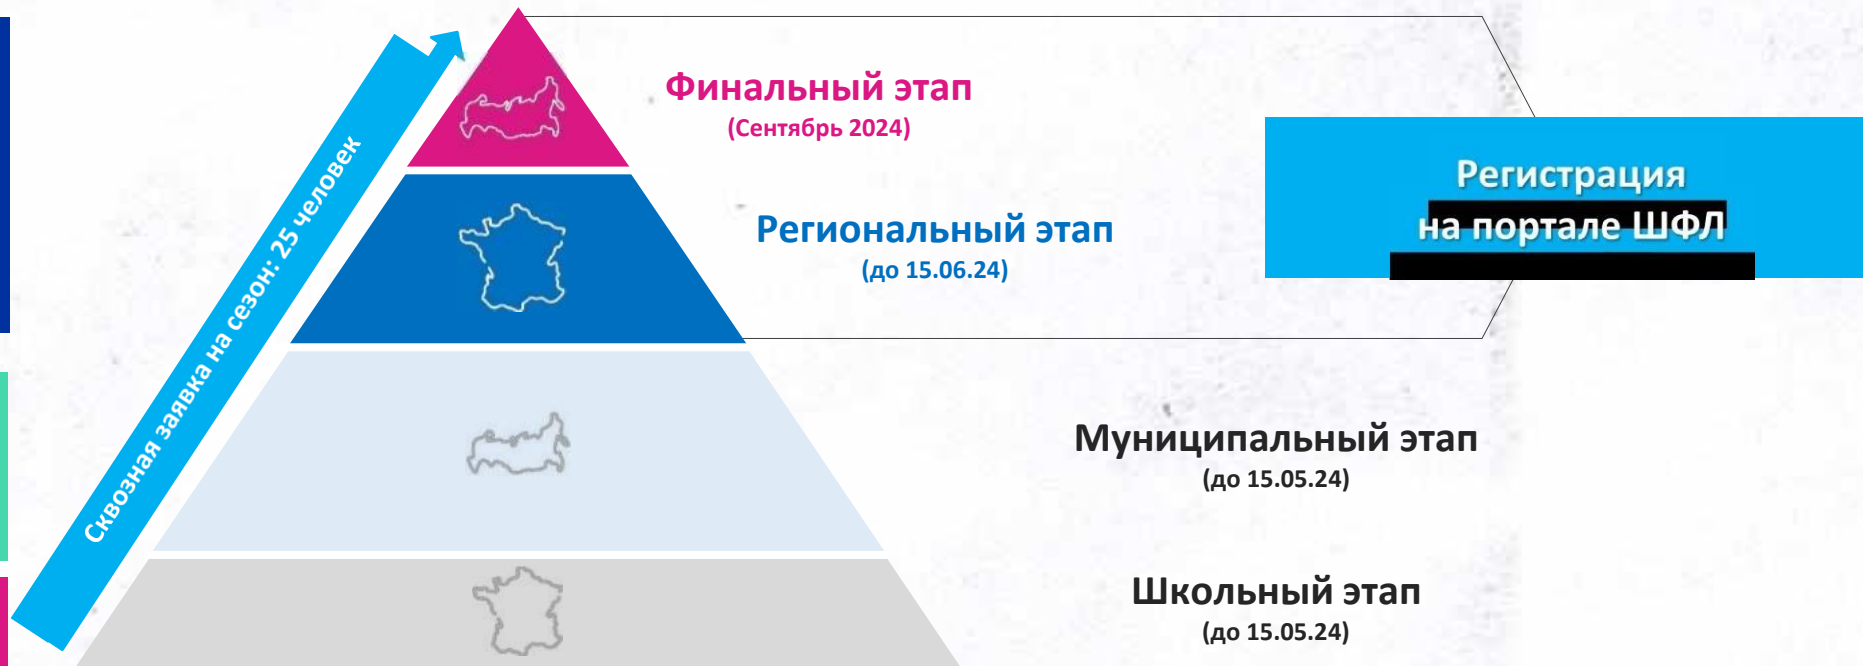 Финальный этап
(Сентябрь 2024)
Регистрация
на портале ШФЛ
Региональный этап
(до 15.06.24)
Сквозная заявка на сезон: 25 человек
Муниципальный этап
(до 15.05.24)
Школьный этап
(до 15.05.24)